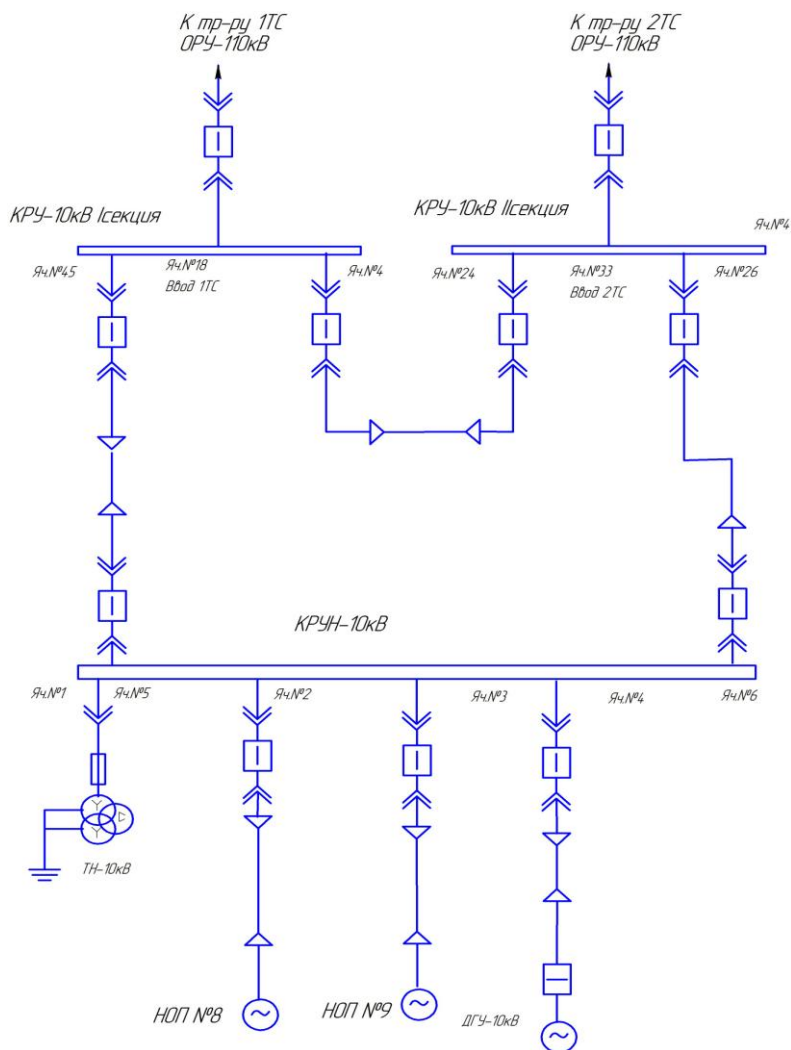 К тр-ру 1ТС
ОРУ-110кВ
К тр-ру 2ТС
ОРУ-110кВ
КРУ-10кВ Iсекция
КРУ-10кВ IIсекция
Яч.№4
Яч.№45
Яч.№18
Ввод 1ТС
Яч.№4
Яч.№24
Яч.№33
Ввод 2ТС
Яч.№26
КРУН-10кВ
Яч.№1
Яч.№5
Яч.№2
Яч.№3
Яч.№4
Яч.№6
ТН-10кВ
НОП №8
НОП №9
ДГУ-10кВ